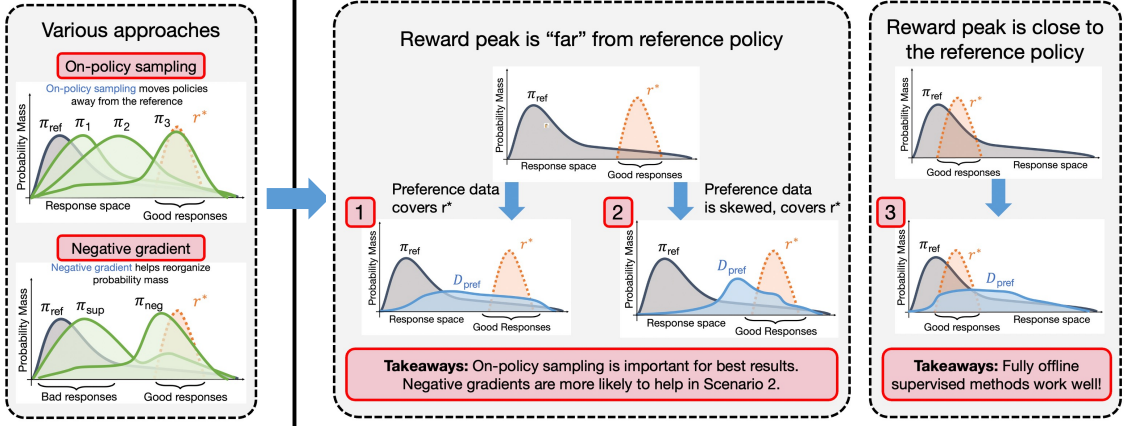 Various approaches
On-policy sampling
On-policy sampling moves policies
away from the reference
Probability Mass
π_ref
π_1
π_2
π_3
r*
Response space
Good responses
Negative gradient
Negative gradient helps reorganize
probability mass
Probability Mass
π_ref
π_sup
π_neg
r*
Bad responses
Good responses
Reward peak is “far” from reference policy
Probability Mass
π_ref
r*
Response space
Good responses
1
Preference data
covers r*
Probability Mass
π_ref
D_pref
r*
Response space
Good Responses
2
Preference data
is skewed, covers r*
Probability Mass
π_ref
D_pref
r*
Response space
Good Responses
Takeaways: On-policy sampling is important for best results.
Negative gradients are more likely to help in Scenario 2.
Reward peak is close to
the reference policy
Probability Mass
π_ref
r*
Good responses
Response space
3
Probability Mass
π_ref
r*
D_pref
Good responses
Response space
Takeaways: Fully offline
supervised methods work well!